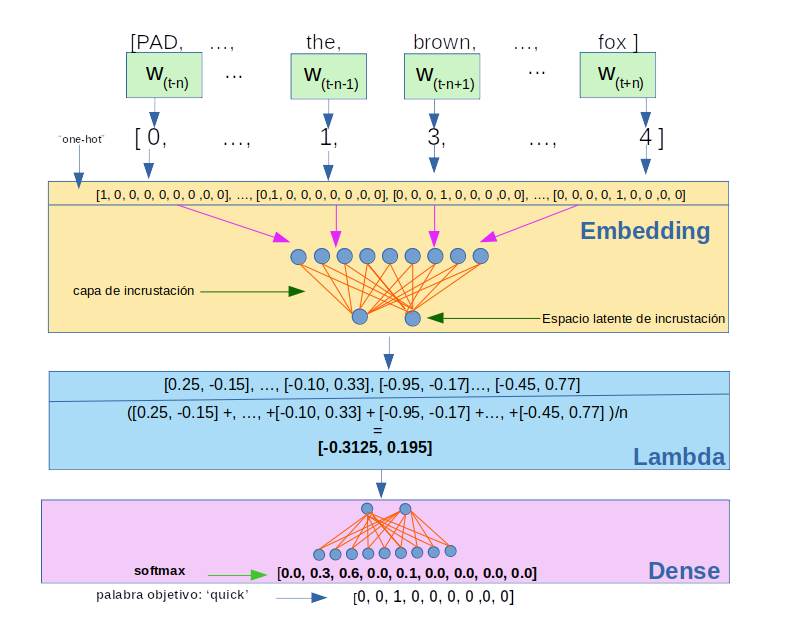 [PAD, ..., the, brown, ..., fox ]
W(t-n) ... W(t-n-1) W(t-n+1) ... W(t+n)
[ 0, ..., 1, 3, ..., 4 ]
¨one-hot¨
[1, 0, 0, 0, 0, 0, 0 ,0, 0], ..., [0,1, 0, 0, 0, 0, 0 ,0, 0], [0, 0, 0, 1, 0, 0, 0 ,0, 0], ..., [0, 0, 0, 0, 1, 0, 0 ,0, 0]
Embedding
capa de incrustación
Espacio latente de incrustación
[0.25, -0.15], ..., [-0.10, 0.33], [-0.95, -0.17]..., [-0.45, 0.77]
([0.25, -0.15] +, ..., +[-0.10, 0.33] + [-0.95, -0.17] +..., +[-0.45, 0.77] )/n
=
[-0.3125, 0.195]
Lambda
softmax
[0.0, 0.3, 0.6, 0.0, 0.1, 0.0, 0.0, 0.0, 0.0]
Dense
palabra objetivo: ‘quick’
[0, 0, 1, 0, 0, 0, 0 ,0, 0]